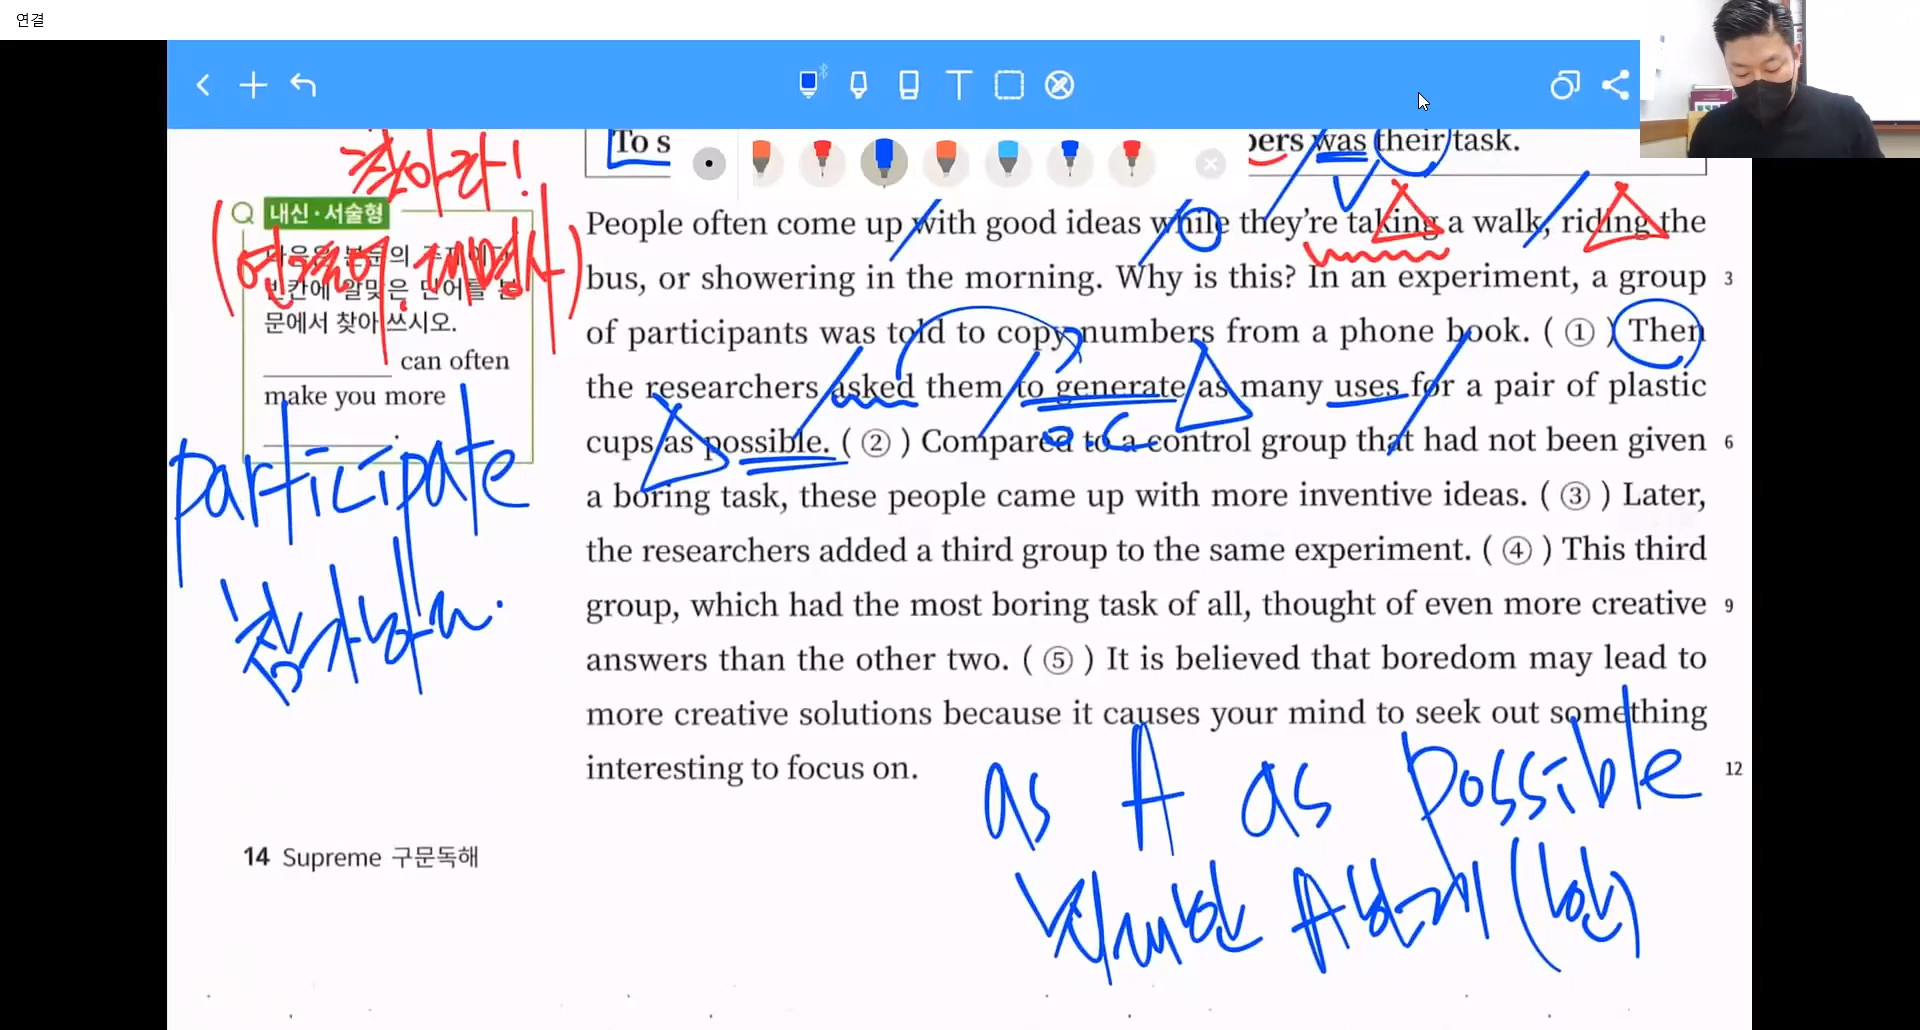 연결
To s
bers was their task.
찾아라!
내신·서술형
문에서 찾아 쓰시오.
can often
make you more
.
People often come up with good ideas while they're taking a walk, riding the
bus, or showering in the morning. Why is this? In an experiment, a group 3
of participants was told to copy numbers from a phone book. ( ① ) Then
the researchers asked them to generate as many uses for a pair of plastic
o.c
cups as possible. ( ② ) Compared to a control group that had not been given 6
a boring task, these people came up with more inventive ideas. ( ③ ) Later,
the researchers added a third group to the same experiment. ( ④ ) This third
group, which had the most boring task of all, thought of even more creative 9
answers than the other two. ( ⑤ ) It is believed that boredom may lead to
more creative solutions because it causes your mind to seek out something
interesting to focus on. 12
participate
참가하다.
as A as possible
14 Supreme 구문독해